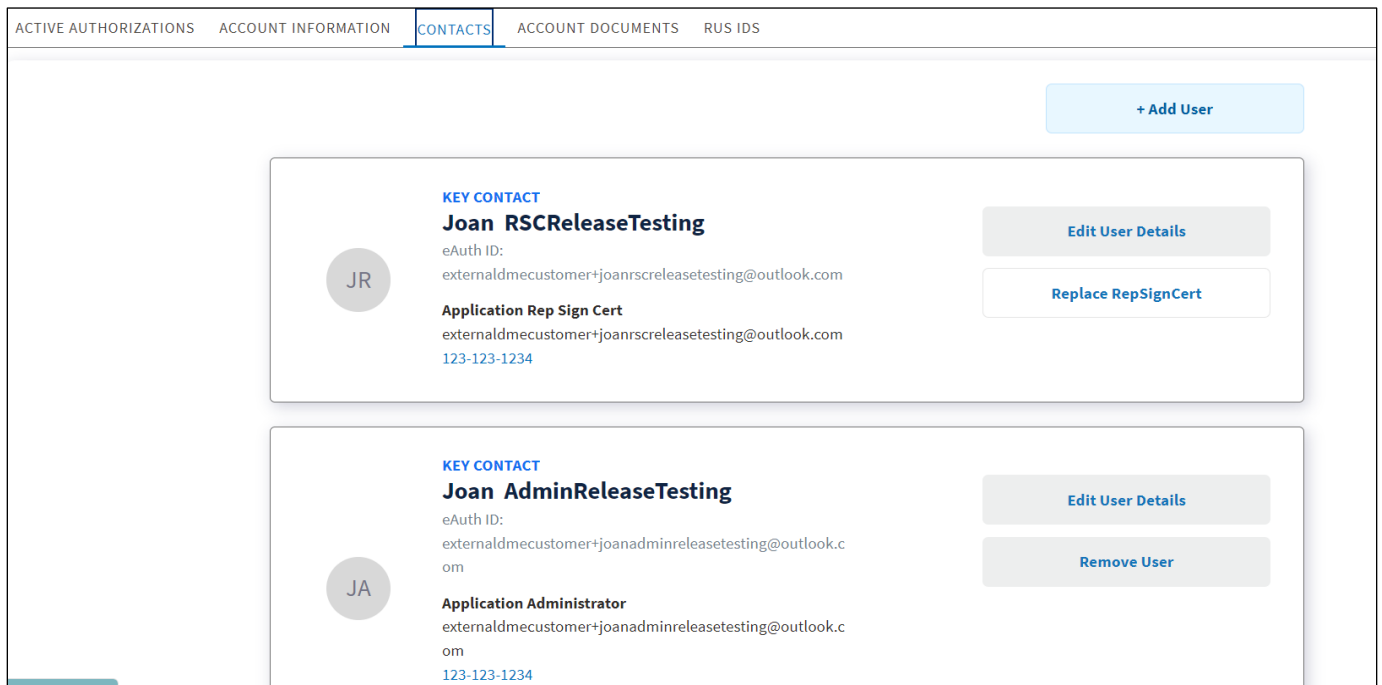 ACTIVE AUTHORIZATIONS ACCOUNT INFORMATION CONTACTS ACCOUNT DOCUMENTS RUS IDS
+ Add User
KEY CONTACT
Joan RSCReleaseTesting
eAuth ID:
externaldmecustomer+joanrscreleasetesting@outlook.com
JR
Application Rep Sign Cert
externaldmecustomer+joanrscreleasetesting@outlook.com
123-123-1234
Edit User Details
Replace RepSignCert
KEY CONTACT
Joan AdminReleaseTesting
eAuth ID:
externaldmecustomer+joanadminreleasetesting@outlook.c
om
JA
Application Administrator
externaldmecustomer+joanadminreleasetesting@outlook.c
om
123-123-1234
Edit User Details
Remove User